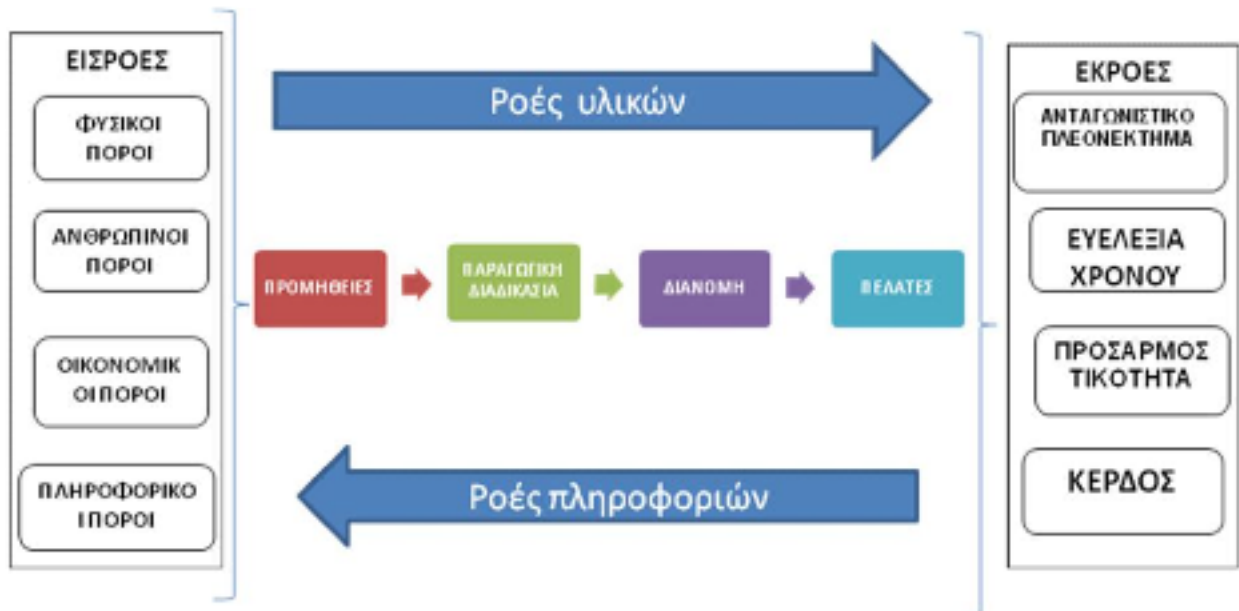 ΕΙΣΡΟΕΣ
ΦΥΣΙΚΟΙ
ΠΟΡΟΙ
ΑΝΘΡΩΠΙΝΟΙ
ΠΟΡΟΙ
ΟΙΚΟΝΟΜΙΚ
ΟΙ ΠΟΡΟΙ
ΠΛΗΡΟΦΟΡΙΚΟ
Ι ΠΟΡΟΙ
Ροές υλικών
ΠΡΟΜΗΘΕΙΕΣ
ΠΑΡΑΓΩΓΙΚΗ
ΔΙΑΔΙΚΑΣΙΑ
ΔΙΑΝΟΜΗ
ΠΕΛΑΤΕΣ
Ροές πληροφοριών
ΕΚΡΟΕΣ
ΑΝΤΑΓΩΝΙΣΤΙΚΟ
ΠΛΕΟΝΕΚΤΗΜΑ
ΕΥΕΛΕΞΙΑ
ΧΡΟΝΟΥ
ΠΡΟΣΑΡΜΟΣ
ΤΙΚΟΤΗΤΑ
ΚΕΡΔΟΣ